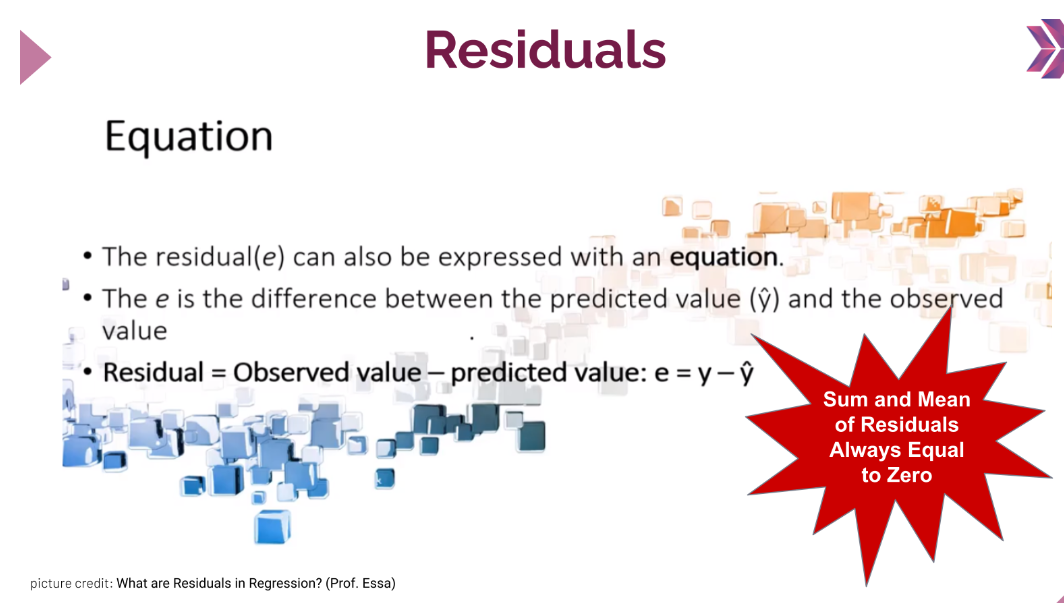 Residuals
Equation
• The residual(e) can also be expressed with an equation.
• The e is the difference between the predicted value (ŷ) and the observed
value .
• Residual = Observed value – predicted value: e = y – ŷ
Sum and Mean
of Residuals
Always Equal
to Zero
picture credit: What are Residuals in Regression? (Prof. Essa)